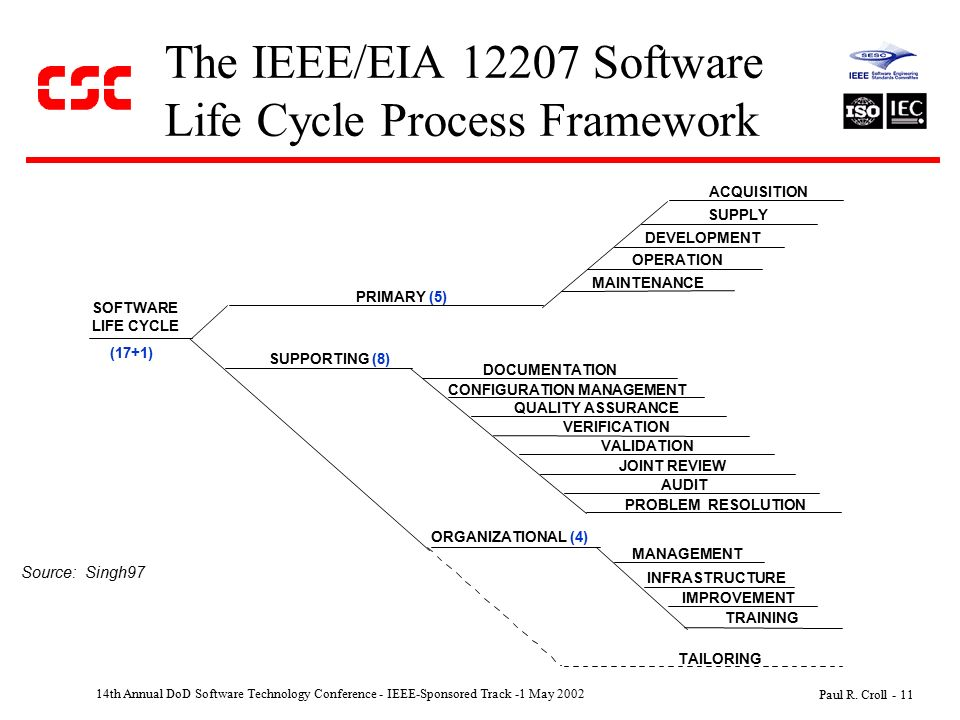 The IEEE/EIA 12207 Software
Life Cycle Process Framework
CSC
SESC
IEEE Software Engineering
Standards Committee
ISO IEC
ACQUISITION
SUPPLY
DEVELOPMENT
OPERATION
MAINTENANCE
PRIMARY (5)
SOFTWARE
LIFE CYCLE
(17+1)
SUPPORTING (8)
DOCUMENTATION
CONFIGURATION MANAGEMENT
QUALITY ASSURANCE
VERIFICATION
VALIDATION
JOINT REVIEW
AUDIT
PROBLEM RESOLUTION
ORGANIZATIONAL (4)
MANAGEMENT
INFRASTRUCTURE
IMPROVEMENT
TRAINING
TAILORING
Source: Singh97
14th Annual DoD Software Technology Conference - IEEE-Sponsored Track -1 May 2002
Paul R. Croll - 11